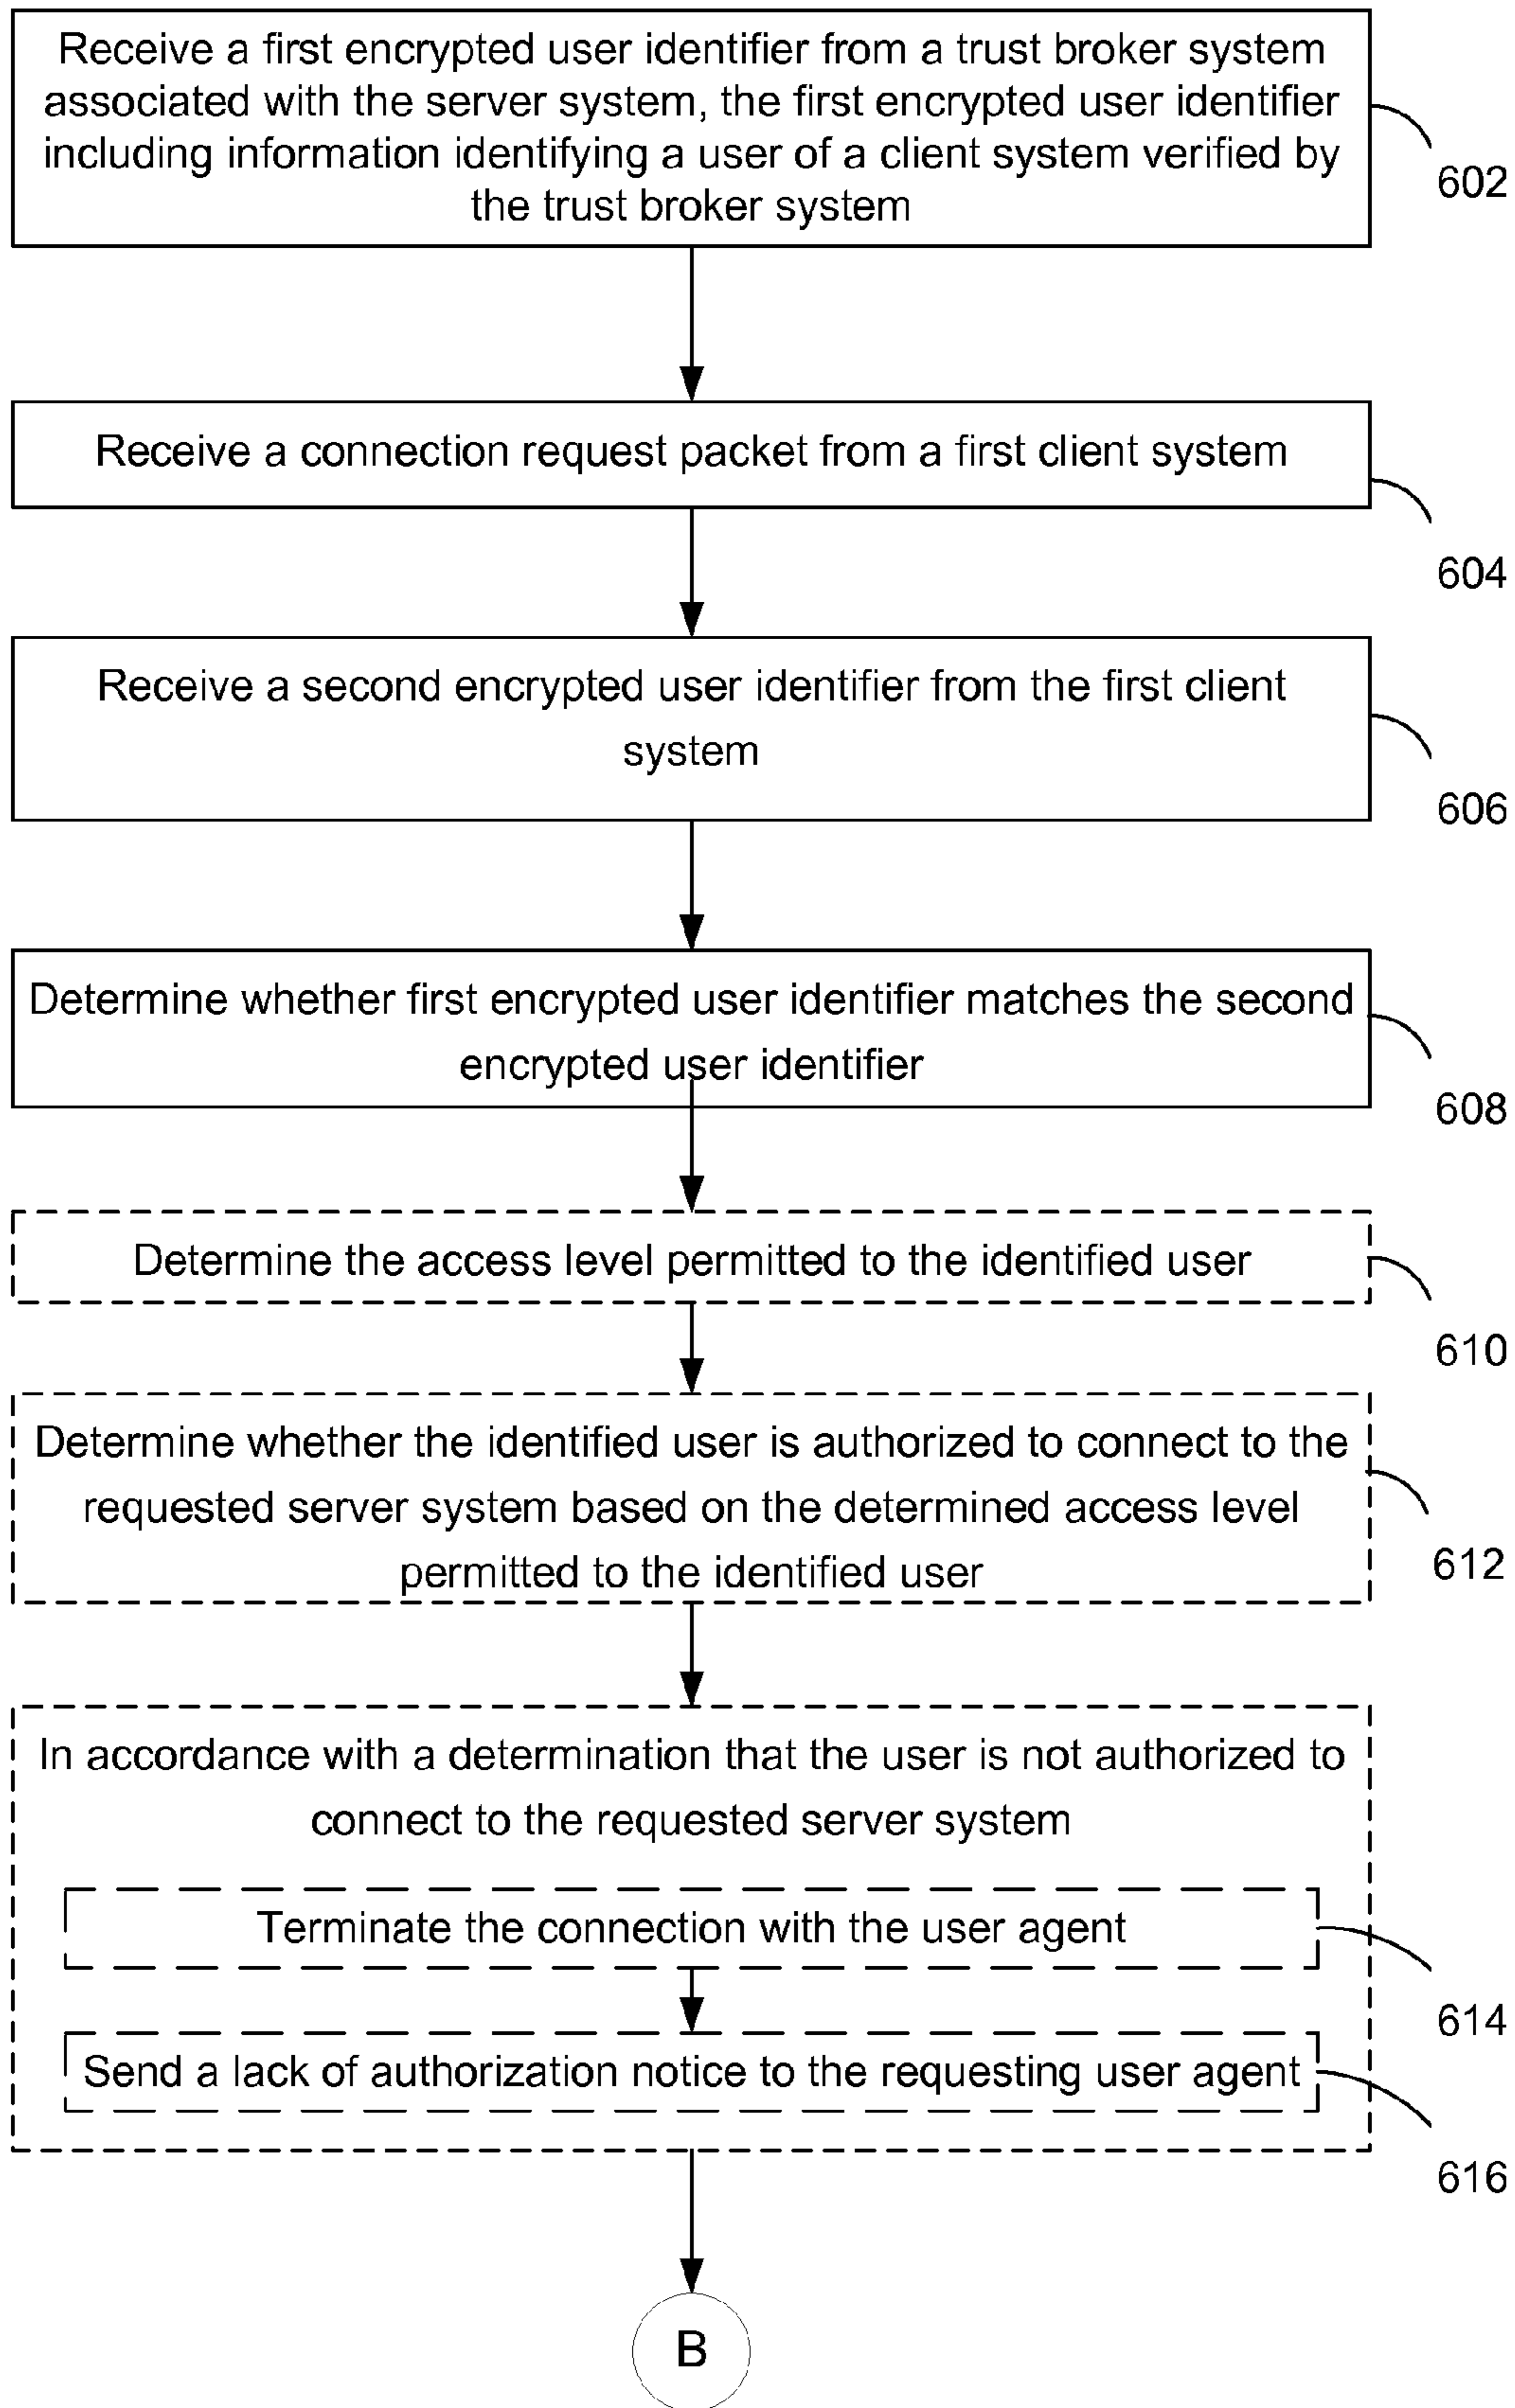 Receive a first encrypted user identifier from a trust broker system
associated with the server system, the first encrypted user identifier
including information identifying a user of a client system verified by
the trust broker system
602
Receive a connection request packet from a first client system
604
Receive a second encrypted user identifier from the first client
system
606
Determine whether first encrypted user identifier matches the second
encrypted user identifier
608
Determine the access level permitted to the identified user
610
Determine whether the identified user is authorized to connect to the
requested server system based on the determined access level
permitted to the identified user
612
In accordance with a determination that the user is not authorized to
connect to the requested server system
Terminate the connection with the user agent
614
Send a lack of authorization notice to the requesting user agent
616
B